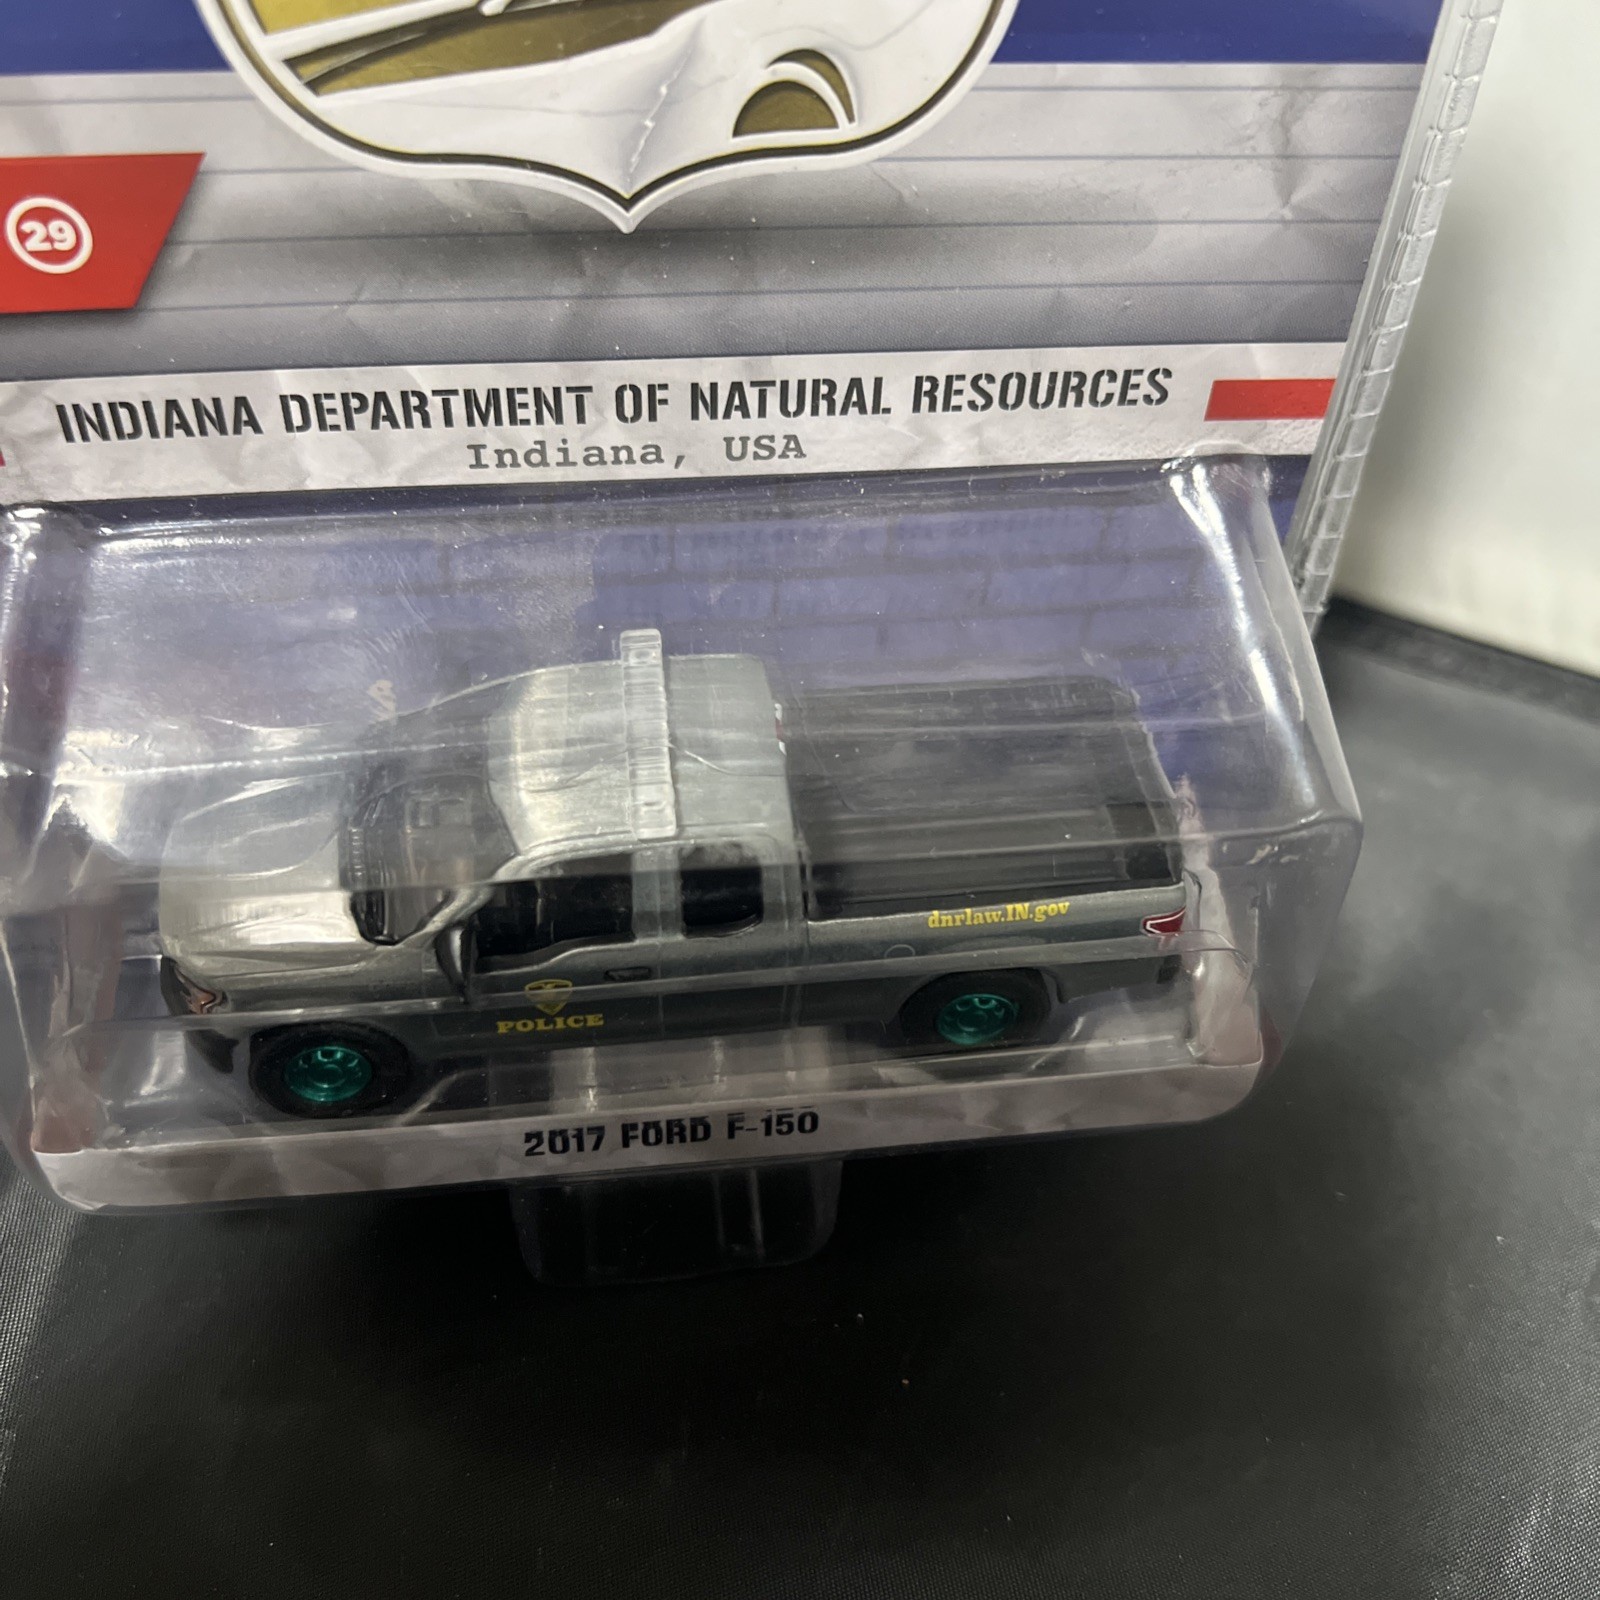 29
INDIANA DEPARTMENT OF NATURAL RESOURCES
Indiana, USA
dnrlaw.IN.gov
POLICE
2017 FORD F-150